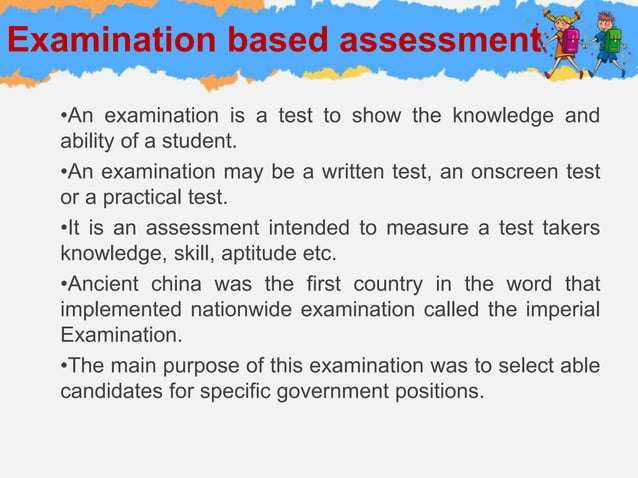 Examination based assessment
•An examination is a test to show the knowledge and
ability of a student.
•An examination may be a written test, an onscreen test
or a practical test.
•It is an assessment intended to measure a test takers
knowledge, skill, aptitude etc.
•Ancient china was the first country in the word that
implemented nationwide examination called the imperial
Examination.
•The main purpose of this examination was to select able
candidates for specific government positions.